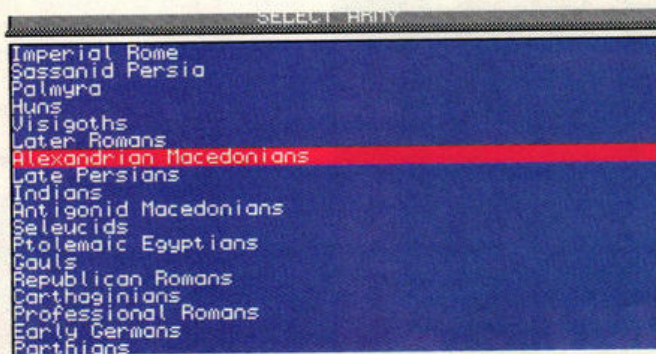 SELECT ARMY
Imperial Rome
Sassanid Persia
Palmyra
Huns
Visigoths
Later Romans
Alexandrian Macedonians
Late Persians
Indians
Antigonid Macedonians
Seleucids
Ptolemaic Egyptians
Gauls
Republican Romans
Carthaginians
Professional Romans
Early Germans
Parthians